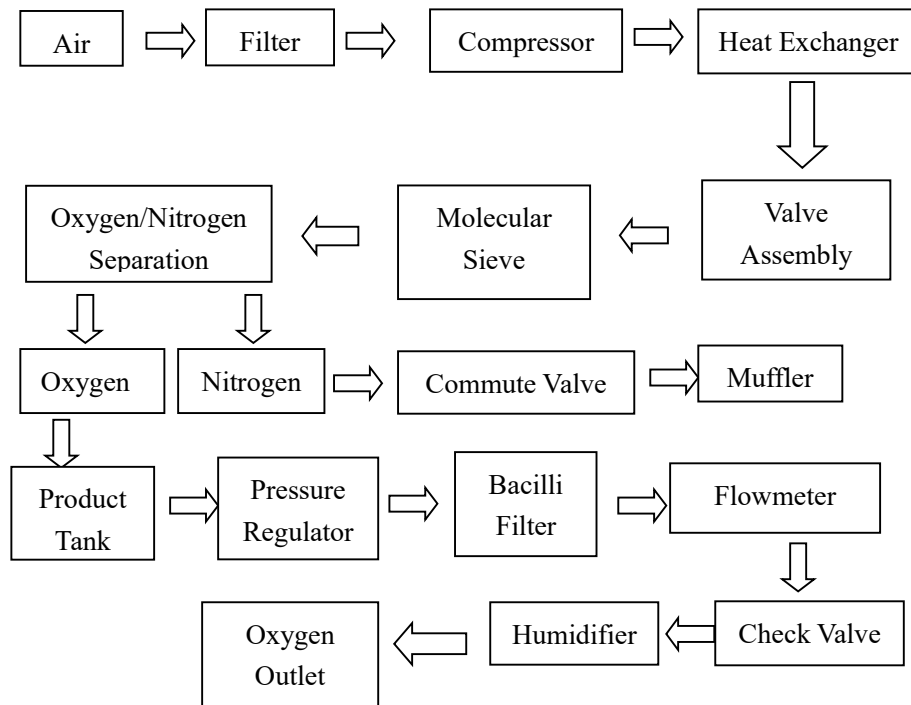 Air
Filter
Compressor
Heat Exchanger
Oxygen/Nitrogen
Separation
Molecular
Sieve
Valve
Assembly
Oxygen
Nitrogen
Commute Valve
Muffler
Product
Tank
Pressure
Regulator
Bacilli
Filter
Flowmeter
Oxygen
Outlet
Humidifier
Check Valve